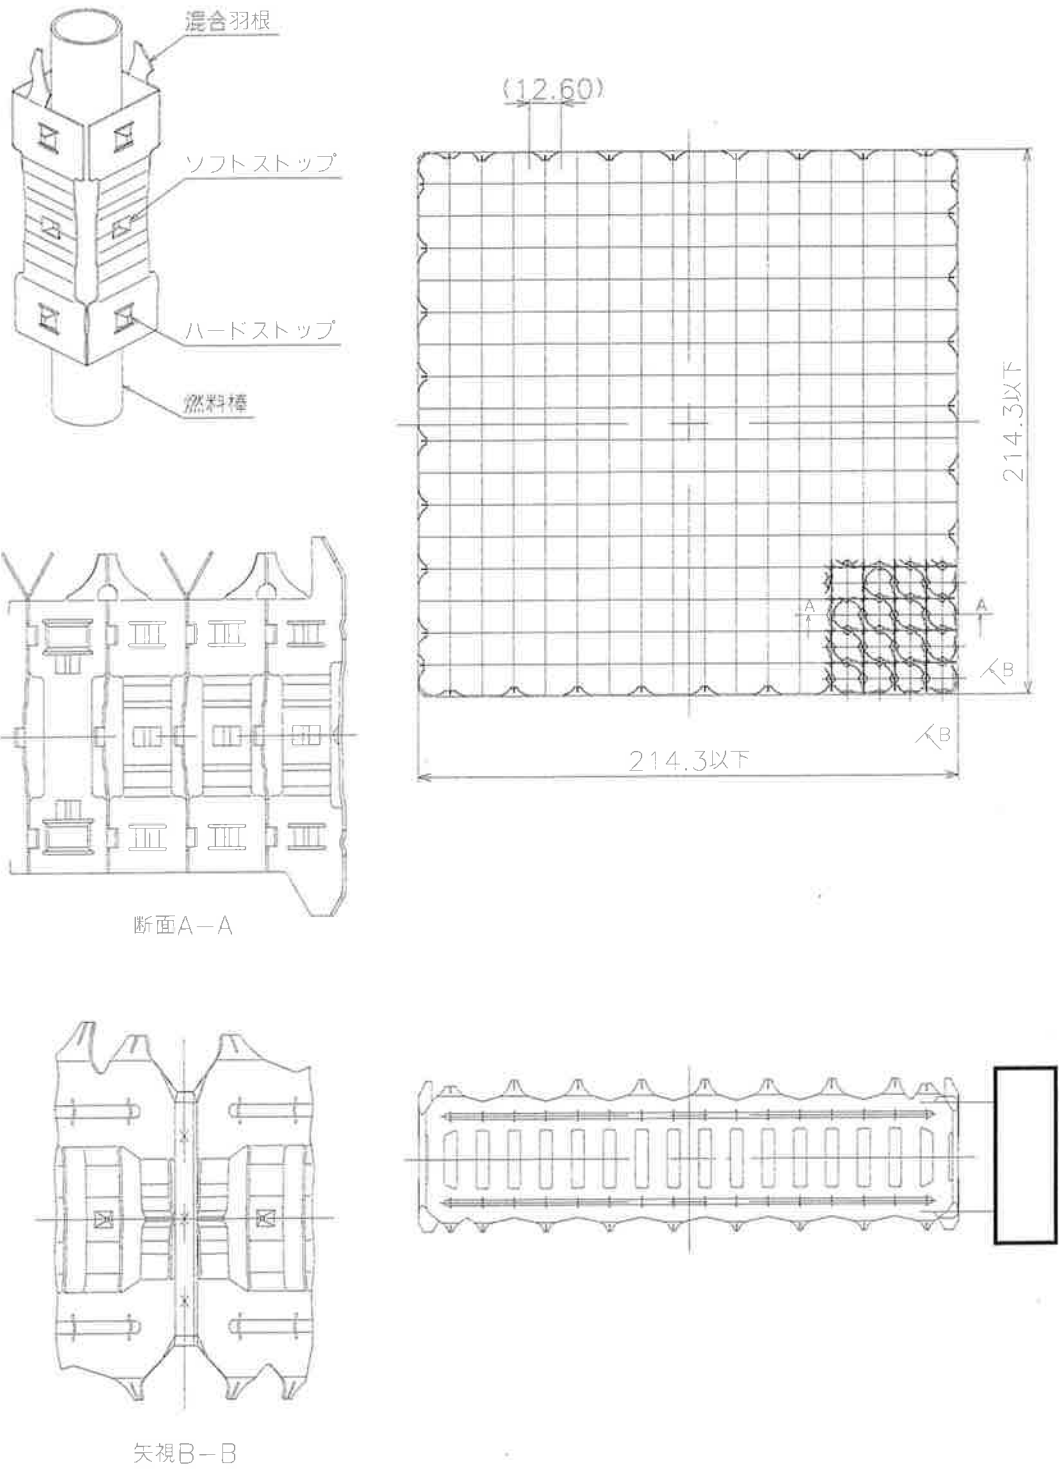 混合羽根
ソフトストップ
ハードストップ
燃料棒
(12.60)
214.3以下
A
A
B
B
214.3以下
断面A－A
矢視B－B